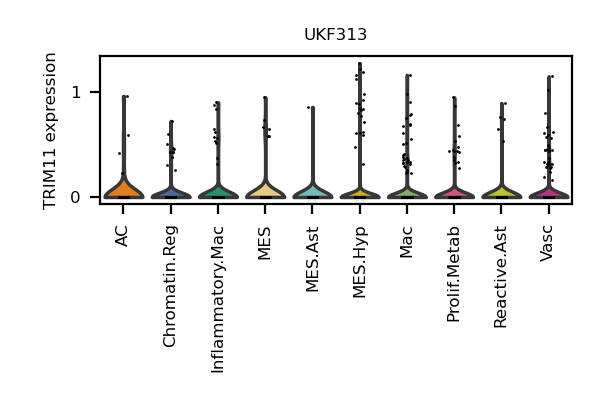 UKF313
TRIM11 expression
1
0
AC
Chromatin.Reg
Inflammatory.Mac
MES
MES.Ast
MES.Hyp
Mac
Prolif.Metab
Reactive.Ast
Vasc